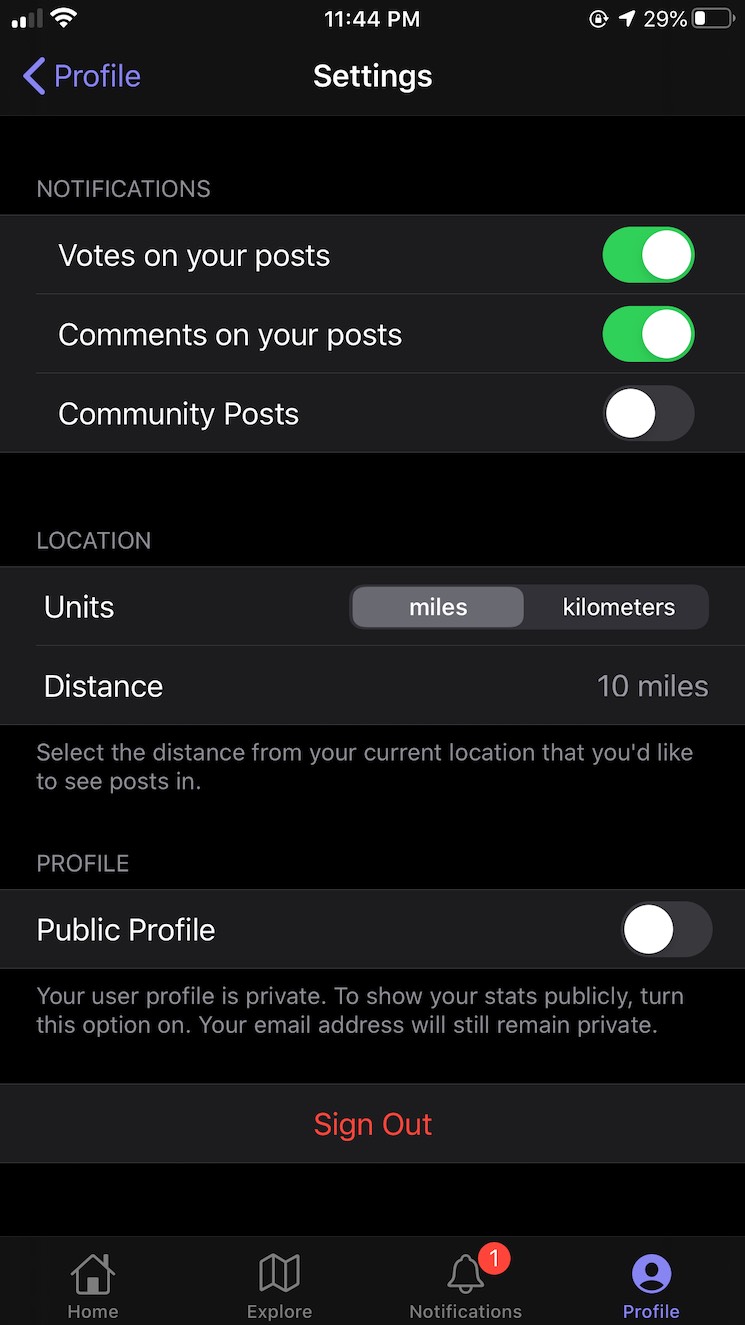 11:44 PM 29%
Profile Settings
NOTIFICATIONS
Votes on your posts
Comments on your posts
Community Posts
LOCATION
Units miles kilometers
Distance 10 miles
Select the distance from your current location that you'd like
to see posts in.
PROFILE
Public Profile
Your user profile is private. To show your stats publicly, turn
this option on. Your email address will still remain private.
Sign Out
1
Home Explore Notifications Profile